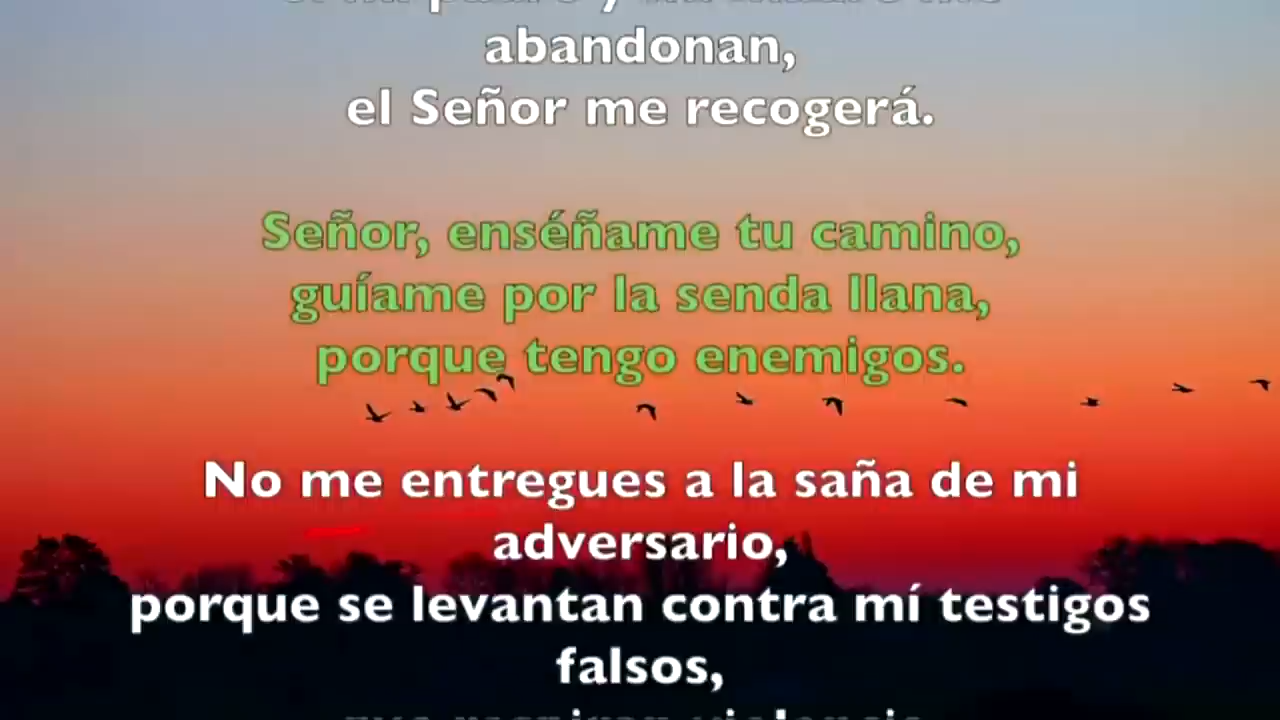 abandonan,
el Señor me recogerá.
Señor, enséñame tu camino,
guíame por la senda llana,
porque tengo enemigos.
No me entregues a la saña de mi
adversario,
porque se levantan contra mí testigos
falsos,